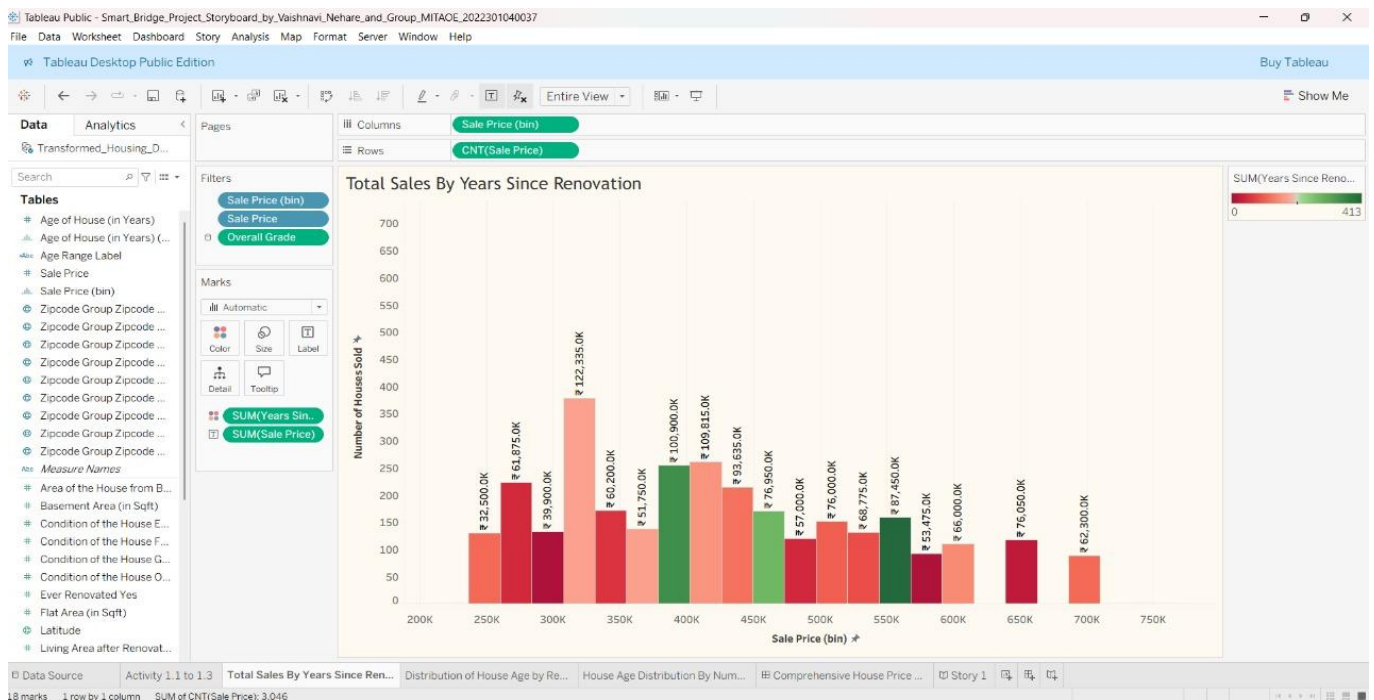 Tableau Public - Smart_Bridge_Project_Storyboard_by_Vaishnavi_Nehare_and_Group_MITAOE_2022301040037
File Data Worksheet Dashboard Story Analysis Map Format Server Window Help
Tableau Desktop Public Edition
Buy Tableau
Entire View
Show Me
Data Analytics
Transformed_Housing_D...
Search
Tables
Age of House (in Years)
Age of House (in Years) (...
Abc Age Range Label
Sale Price
Sale Price (bin)
Zipcode Group Zipcode ...
Zipcode Group Zipcode ...
Zipcode Group Zipcode ...
Zipcode Group Zipcode ...
Zipcode Group Zipcode ...
Zipcode Group Zipcode ...
Zipcode Group Zipcode ...
Zipcode Group Zipcode ...
Zipcode Group Zipcode ...
Abc Measure Names
Area of the House from B...
Basement Area (in Sqft)
Condition of the House E...
Condition of the House F...
Condition of the House G...
Condition of the House O...
Ever Renovated Yes
Flat Area (in Sqft)
Latitude
Living Area after Renovat...
Pages
Filters
Sale Price (bin)
Sale Price
Overall Grade
Marks
Automatic
Color Size Label
Detail Tooltip
SUM(Years Sin..
SUM(Sale Price)
Columns Sale Price (bin)
Rows CNT(Sale Price)
Total Sales By Years Since Renovation
700
650
600
550
500
450
400
350
300
250
200
150
100
50
0
Number of Houses Sold
₹ 32,500.0K
₹ 61,875.0K
₹ 39,900.0K
₹ 122,335.0K
₹ 60,200.0K
₹ 51,750.0K
₹ 100,900.0K
₹ 109,815.0K
₹ 93,635.0K
₹ 76,950.0K
₹ 57,000.0K
₹ 76,000.0K
₹ 68,775.0K
₹ 87,450.0K
₹ 53,475.0K
₹ 66,000.0K
₹ 76,050.0K
₹ 62,300.0K
200K 250K 300K 350K 400K 450K 500K 550K 600K 650K 700K 750K
Sale Price (bin)
SUM(Years Since Reno...
0 413
Data Source Activity 1.1 to 1.3 Total Sales By Years Since Ren... Distribution of House Age by Re... House Age Distribution By Num... Comprehensive House Price ... Story 1
18 marks 1 row by 1 column SUM of CNT(Sale Price): 3,046